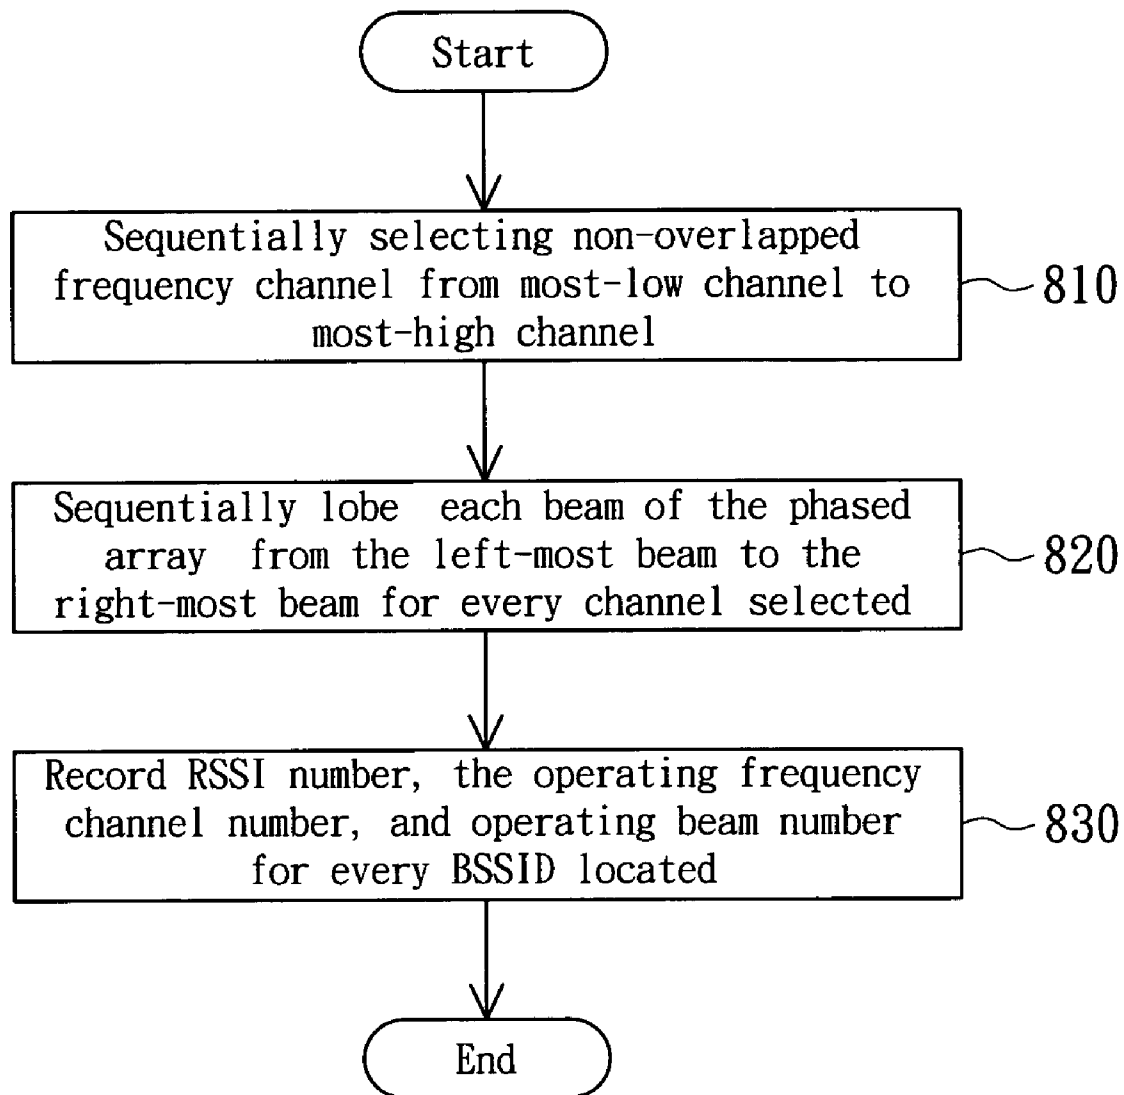 Start
Sequentially selecting non-overlapped
frequency channel from most-low channel to
most-high channel
810
Sequentially lobe each beam of the phased
array from the left-most beam to the
right-most beam for every channel selected
820
Record RSSI number, the operating frequency
channel number, and operating beam number
for every BSSID located
830
End